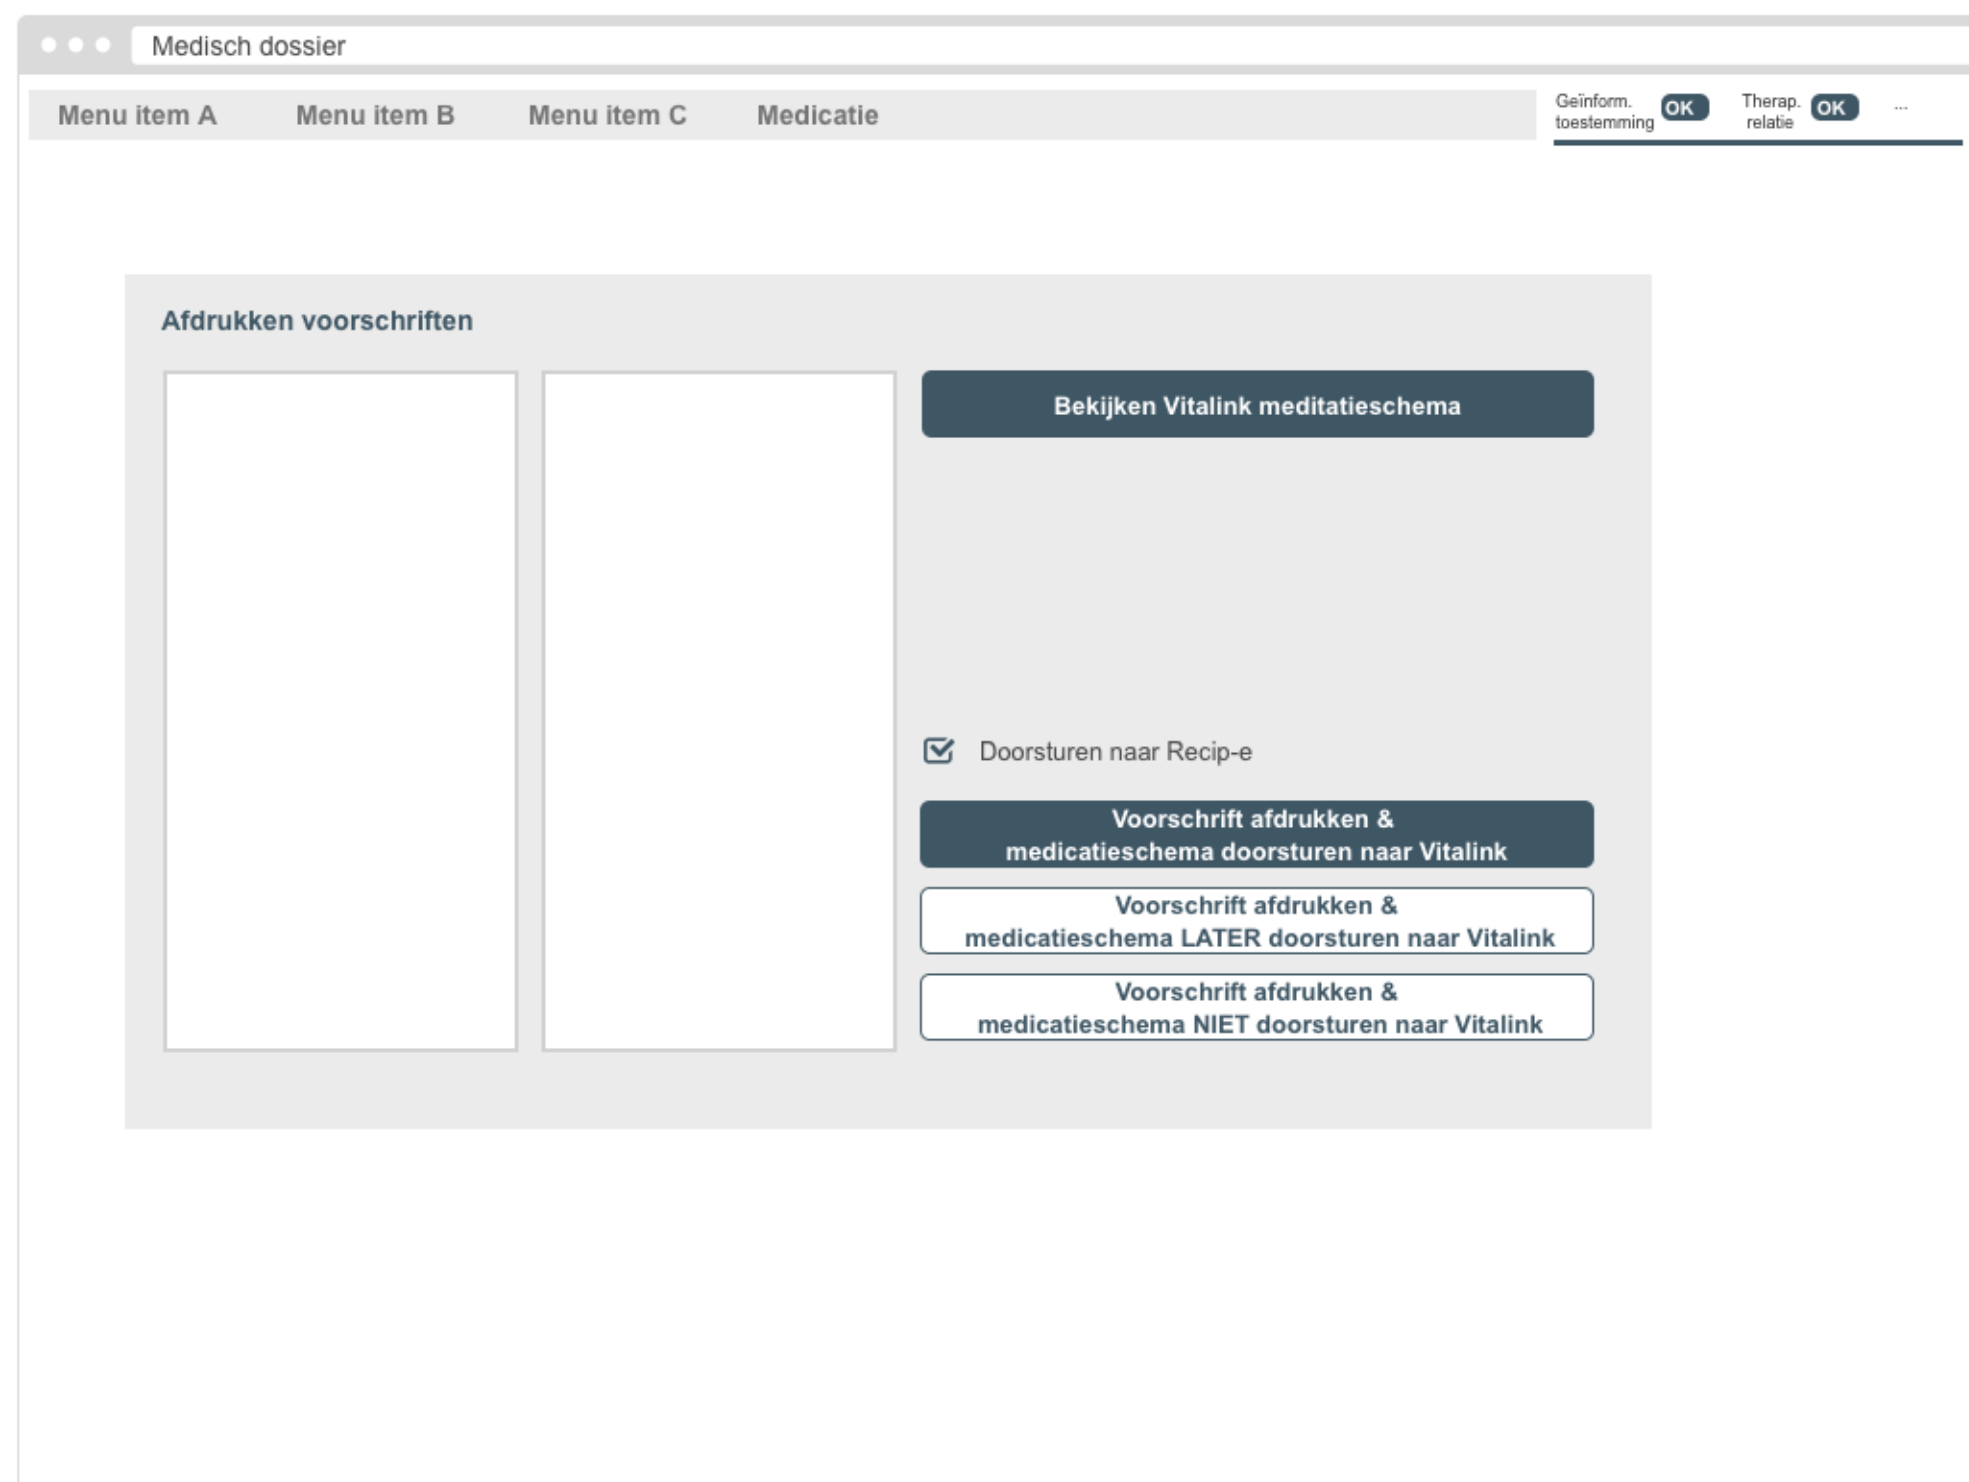 Medisch dossier
Menu item A Menu item B Menu item C Medicatie
Geïnform. toestemming OK Therap. relatie OK ...
Afdrukken voorschriften
Bekijken Vitalink meditatieschema
Doorsturen naar Recip-e
Voorschrift afdrukken &
medicatieschema doorsturen naar Vitalink
Voorschrift afdrukken &
medicatieschema LATER doorsturen naar Vitalink
Voorschrift afdrukken &
medicatieschema NIET doorsturen naar Vitalink